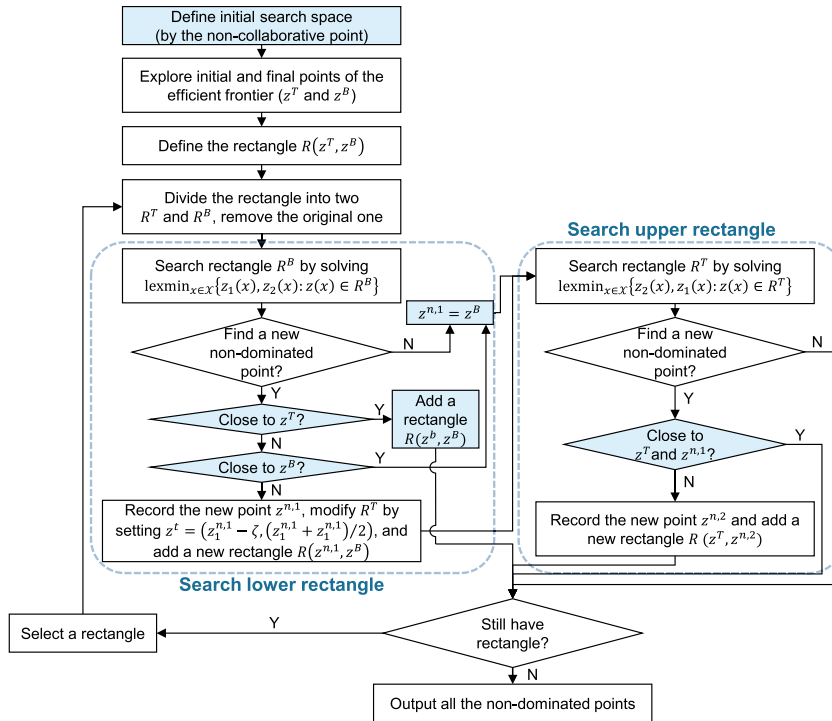 Define initial search space
(by the non-collaborative point)
Explore initial and final points of the
efficient frontier (z^T and z^B)
Define the rectangle R(z^T, z^B)
Divide the rectangle into two
R^T and R^B, remove the original one
Search rectangle R^B by solving
lexmin_{x∈𝒳}{z_1(x), z_2(x): z(x) ∈ R^B}
z^{n,1} = z^B
Find a new
non-dominated
point?
N
Y
Close to z^T?
Y
Add a
rectangle
R(z^b, z^B)
N
Close to z^B?
Y
N
Record the new point z^{n,1}, modify R^T by
setting z^t = (z_1^{n,1} − ζ, (z_1^{n,1} + z_1^{n,1})/2), and
add a new rectangle R(z^{n,1}, z^B)
Search lower rectangle
Search upper rectangle
Search rectangle R^T by solving
lexmin_{x∈𝒳}{z_2(x), z_1(x): z(x) ∈ R^T}
Find a new
non-dominated
point?
N
Y
Close to
z^T and z^{n,1}?
Y
N
Record the new point z^{n,2} and add a
new rectangle R (z^T, z^{n,2})
Still have
rectangle?
Y
Select a rectangle
N
Output all the non-dominated points